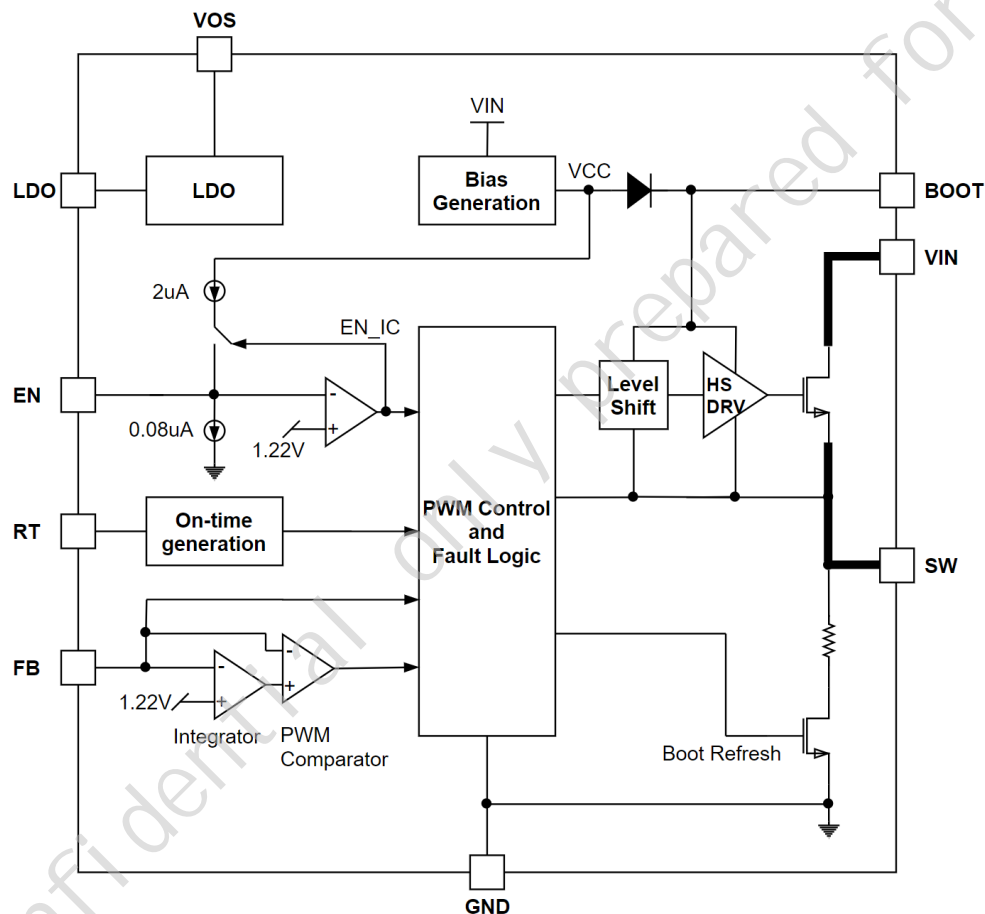 VOS
VIN
LDO
LDO
Bias
Generation
VCC
BOOT
VIN
2uA
EN_IC
EN
-
+
0.08uA
1.22V
Level
Shift
HS
DRV
RT
On-time
generation
PWM Control
and
Fault Logic
SW
FB
-
+
-
+
1.22V
Integrator
PWM
Comparator
Boot Refresh
GND
fidential only prepared for